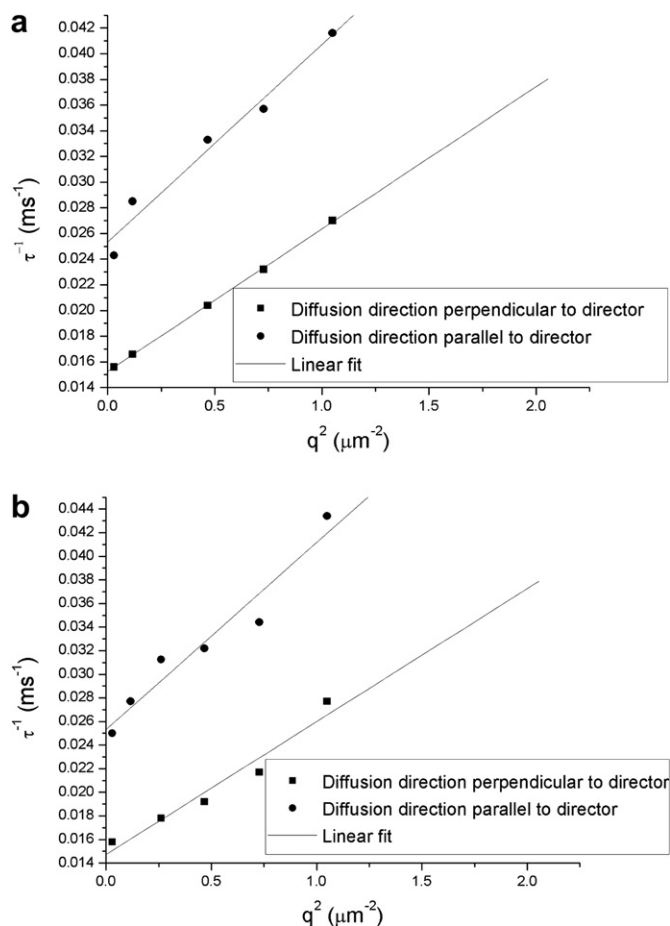 a
0.042
0.040
0.038
0.036
0.034
0.032
0.030
0.028
0.026
0.024
0.022
0.020
0.018
0.016
0.014
τ⁻¹ (ms⁻¹)
Diffusion direction perpendicular to director
Diffusion direction parallel to director
Linear fit
0.0 0.5 1.0 1.5 2.0
q² (μm⁻²)
b
0.044
0.042
0.040
0.038
0.036
0.034
0.032
0.030
0.028
0.026
0.024
0.022
0.020
0.018
0.016
0.014
τ⁻¹ (ms⁻¹)
Diffusion direction perpendicular to director
Diffusion direction parallel to director
Linear fit
0.0 0.5 1.0 1.5 2.0
q² (μm⁻²)